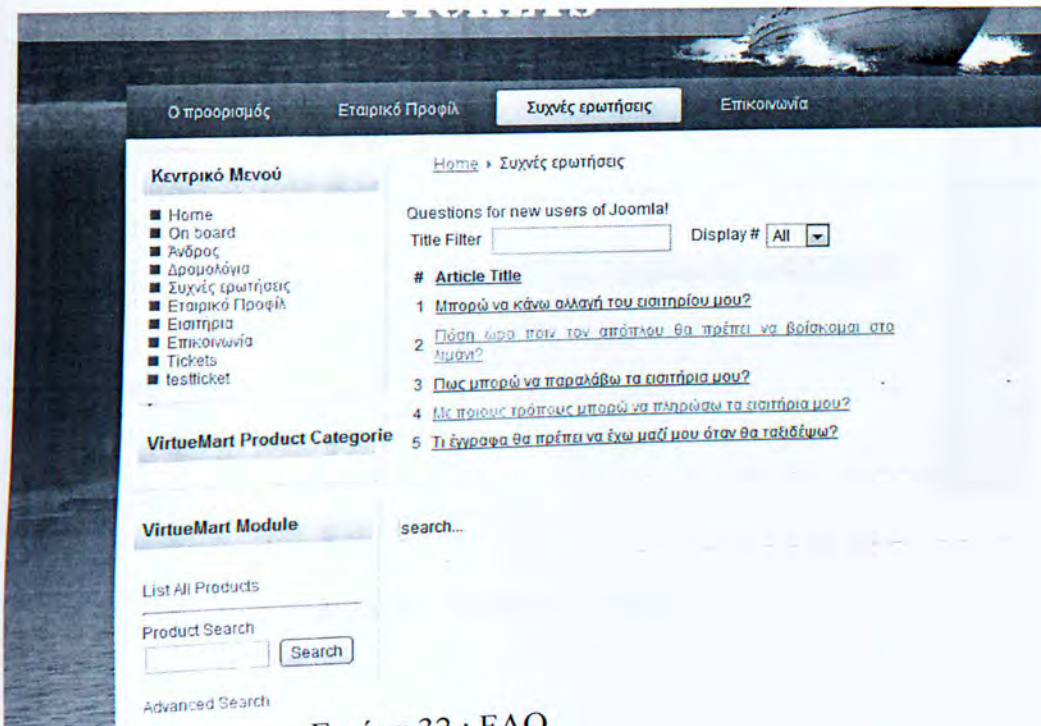 TICKETS
Ο προορισμός Εταιρικό Προφίλ Συχνές ερωτήσεις Επικοινωνία
Κεντρικό Μενού
Home
On board
Άνδρος
Δρομολόγια
Συχνές ερωτήσεις
Εταιρικό Προφίλ
Εισιτήρια
Επικοινωνία
Tickets
testticket
VirtueMart Product Categorie
VirtueMart Module
List All Products
Product Search
Search
Advanced Search
Home Συχνές ερωτήσεις
Questions for new users of Joomla!
Title Filter Display # All
# Article Title
1 Μπορώ να κάνω αλλαγή του εισιτηρίου μου?
2 Πόση ώρα πριν τον απόπλου θα πρέπει να βρίσκομαι στο
λιμάνι?
3 Πως μπορώ να παραλάβω τα εισιτήρια μου?
4 Με ποιους τρόπους μπορώ να πληρώσω τα εισιτήρια μου?
5 Τι έγγραφα θα πρέπει να έχω μαζί μου όταν θα ταξιδέψω?
search...
Εικόνα 32 : FAQ